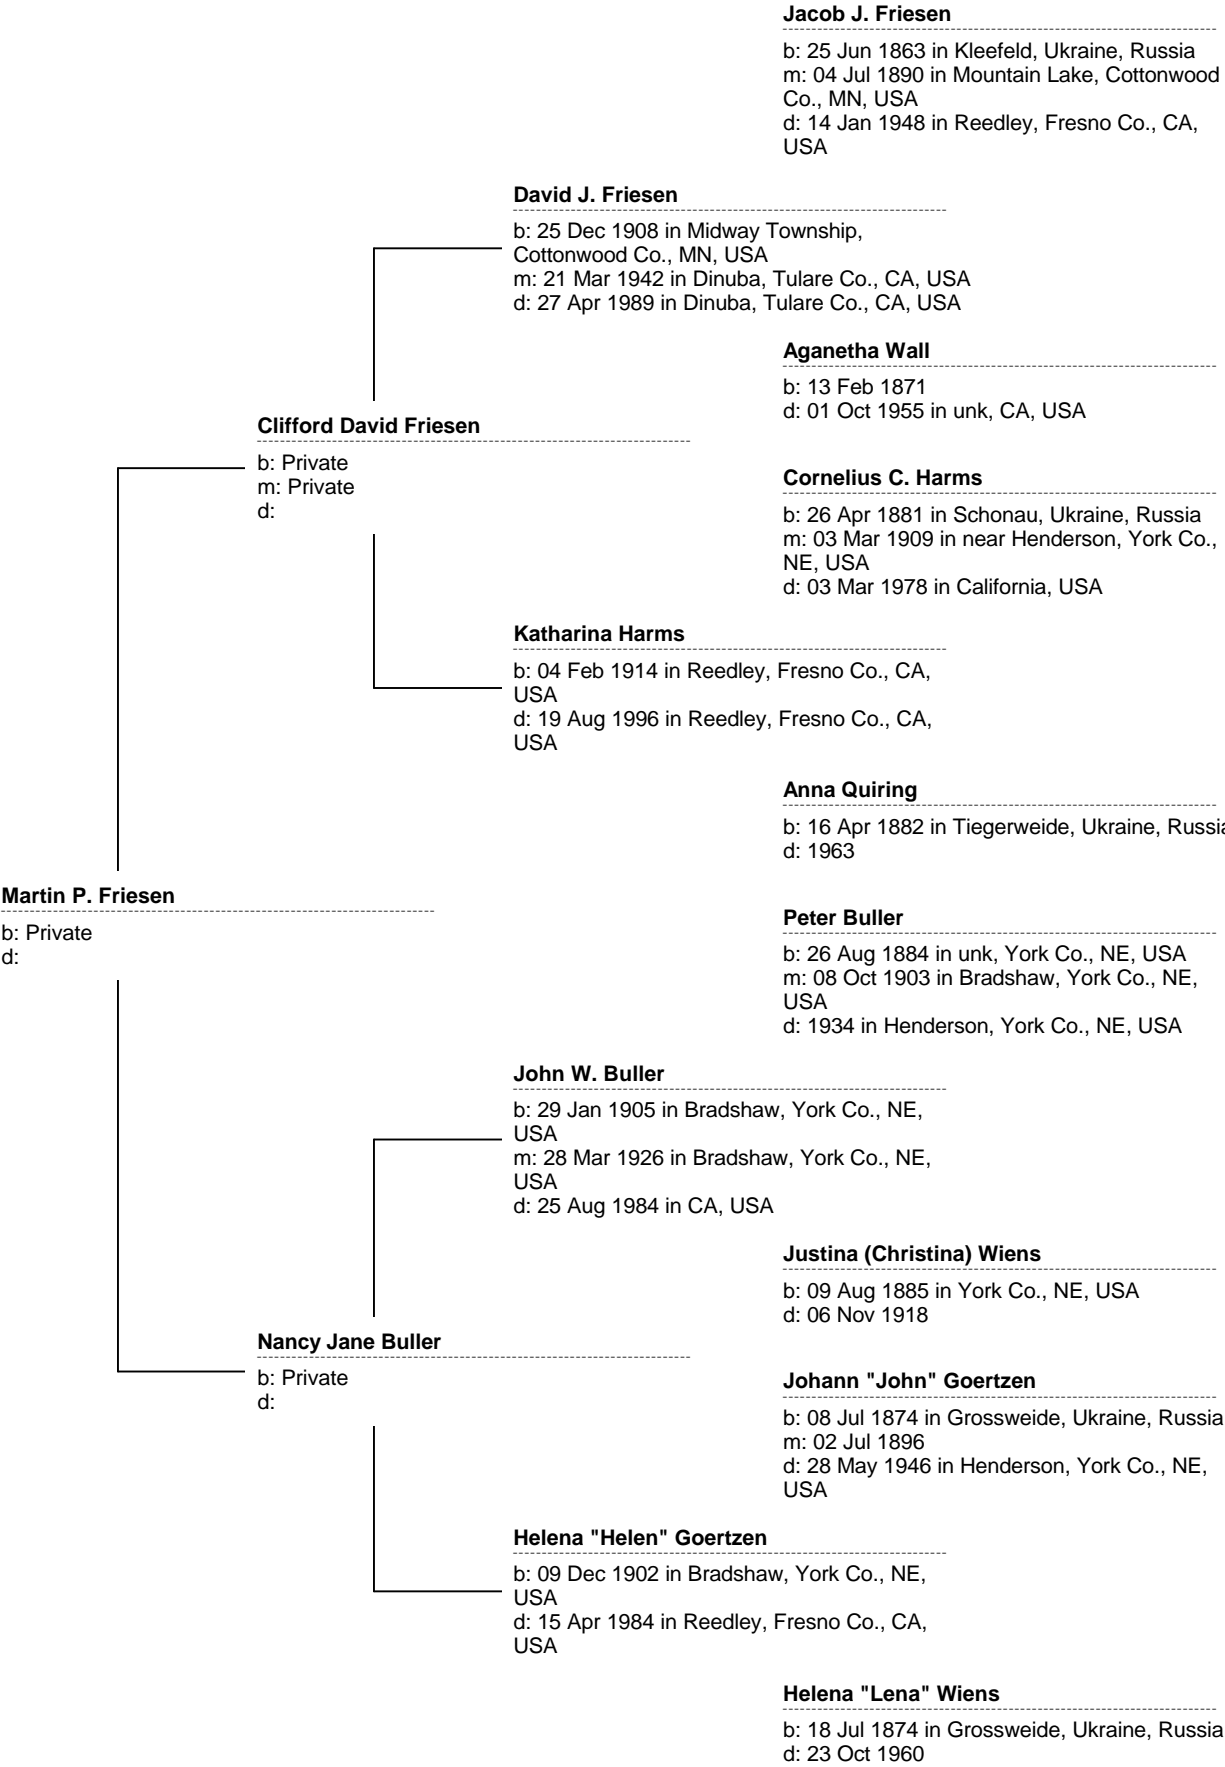 Jacob J. Friesen
b: 25 Jun 1863 in Kleefeld, Ukraine, Russia
m: 04 Jul 1890 in Mountain Lake, Cottonwood
Co., MN, USA
d: 14 Jan 1948 in Reedley, Fresno Co., CA,
USA
David J. Friesen
b: 25 Dec 1908 in Midway Township,
Cottonwood Co., MN, USA
m: 21 Mar 1942 in Dinuba, Tulare Co., CA, USA
d: 27 Apr 1989 in Dinuba, Tulare Co., CA, USA
Aganetha Wall
b: 13 Feb 1871
d: 01 Oct 1955 in unk, CA, USA
Clifford David Friesen
b: Private
m: Private
d:
Cornelius C. Harms
b: 26 Apr 1881 in Schonau, Ukraine, Russia
m: 03 Mar 1909 in near Henderson, York Co.,
NE, USA
d: 03 Mar 1978 in California, USA
Katharina Harms
b: 04 Feb 1914 in Reedley, Fresno Co., CA,
USA
d: 19 Aug 1996 in Reedley, Fresno Co., CA,
USA
Anna Quiring
b: 16 Apr 1882 in Tiegerweide, Ukraine, Russia
d: 1963
Martin P. Friesen
b: Private
d:
Peter Buller
b: 26 Aug 1884 in unk, York Co., NE, USA
m: 08 Oct 1903 in Bradshaw, York Co., NE,
USA
d: 1934 in Henderson, York Co., NE, USA
John W. Buller
b: 29 Jan 1905 in Bradshaw, York Co., NE,
USA
m: 28 Mar 1926 in Bradshaw, York Co., NE,
USA
d: 25 Aug 1984 in CA, USA
Justina (Christina) Wiens
b: 09 Aug 1885 in York Co., NE, USA
d: 06 Nov 1918
Nancy Jane Buller
b: Private
d:
Johann "John" Goertzen
b: 08 Jul 1874 in Grossweide, Ukraine, Russia
m: 02 Jul 1896
d: 28 May 1946 in Henderson, York Co., NE,
USA
Helena "Helen" Goertzen
b: 09 Dec 1902 in Bradshaw, York Co., NE,
USA
d: 15 Apr 1984 in Reedley, Fresno Co., CA,
USA
Helena "Lena" Wiens
b: 18 Jul 1874 in Grossweide, Ukraine, Russia
d: 23 Oct 1960